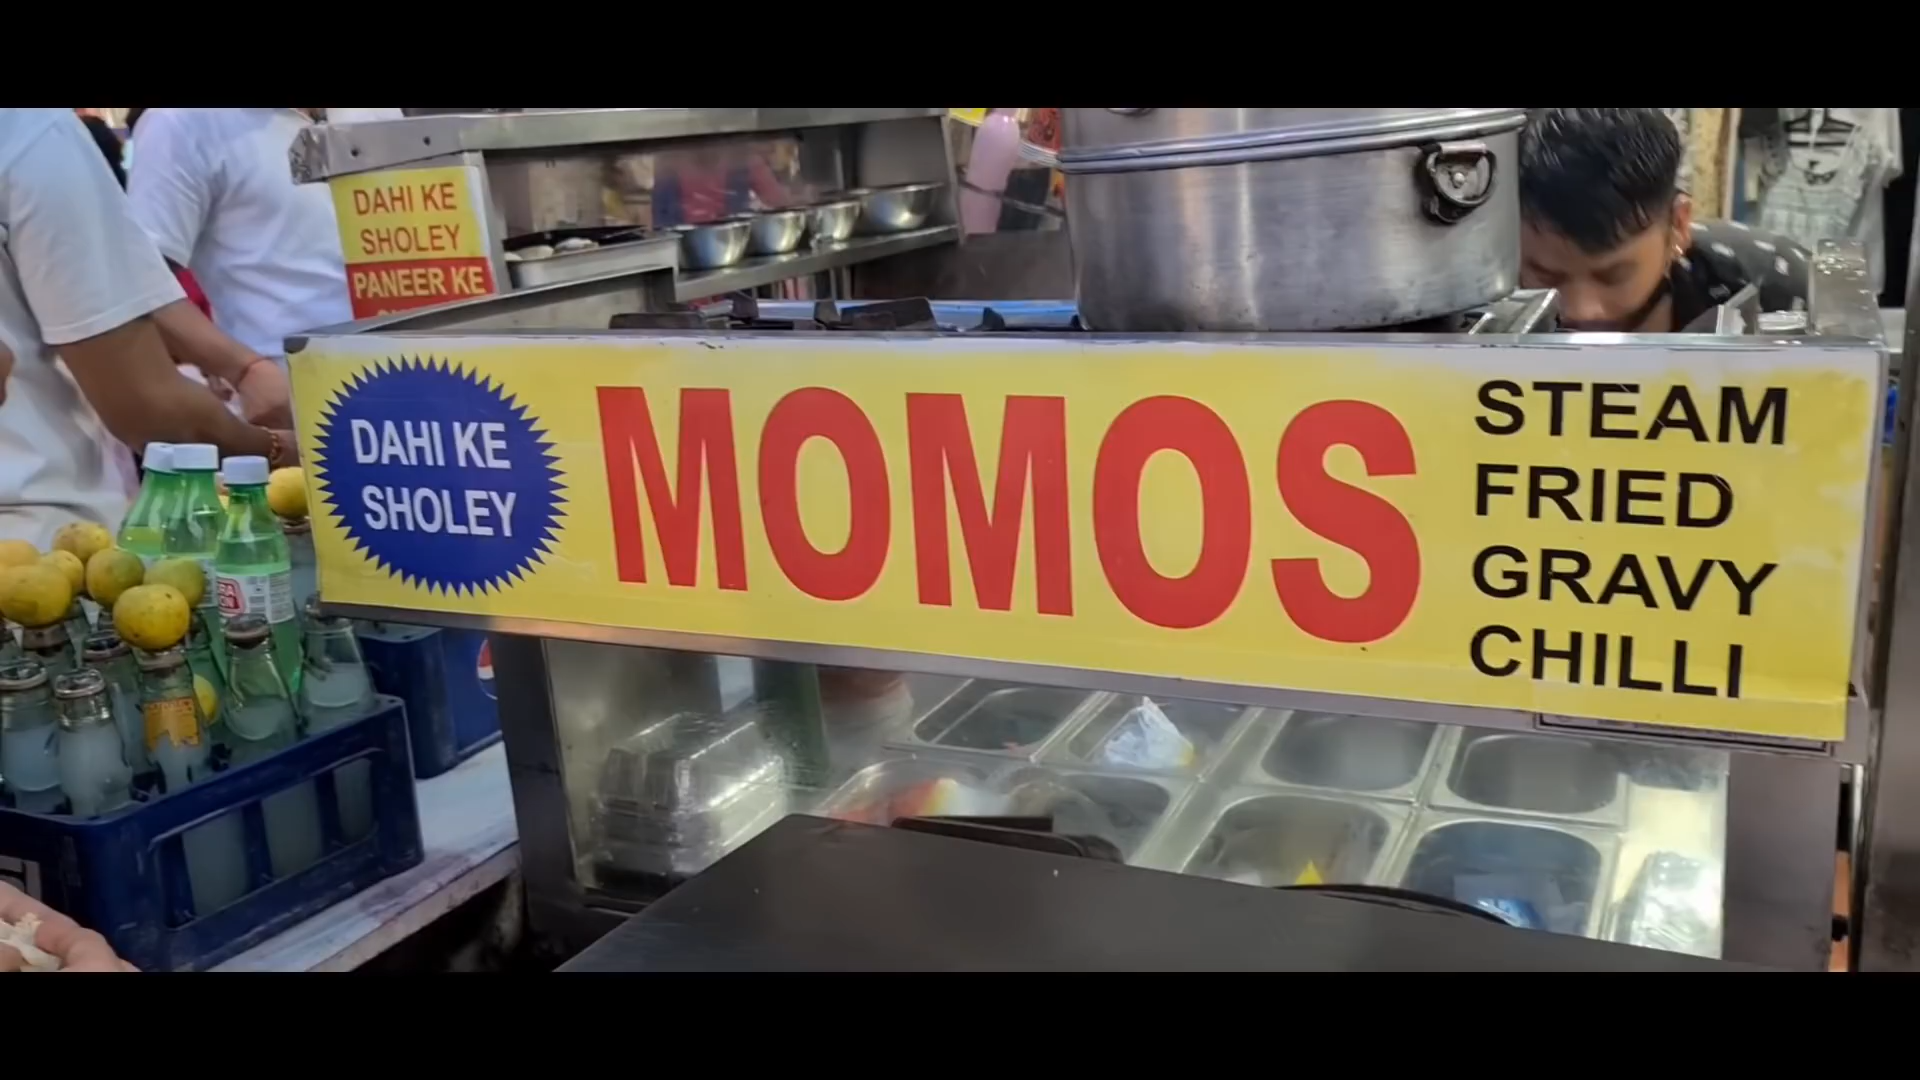 DAHI KE
SHOLEY
PANEER KE
DAHI KE
SHOLEY
MOMOS
STEAM
FRIED
GRAVY
CHILLI